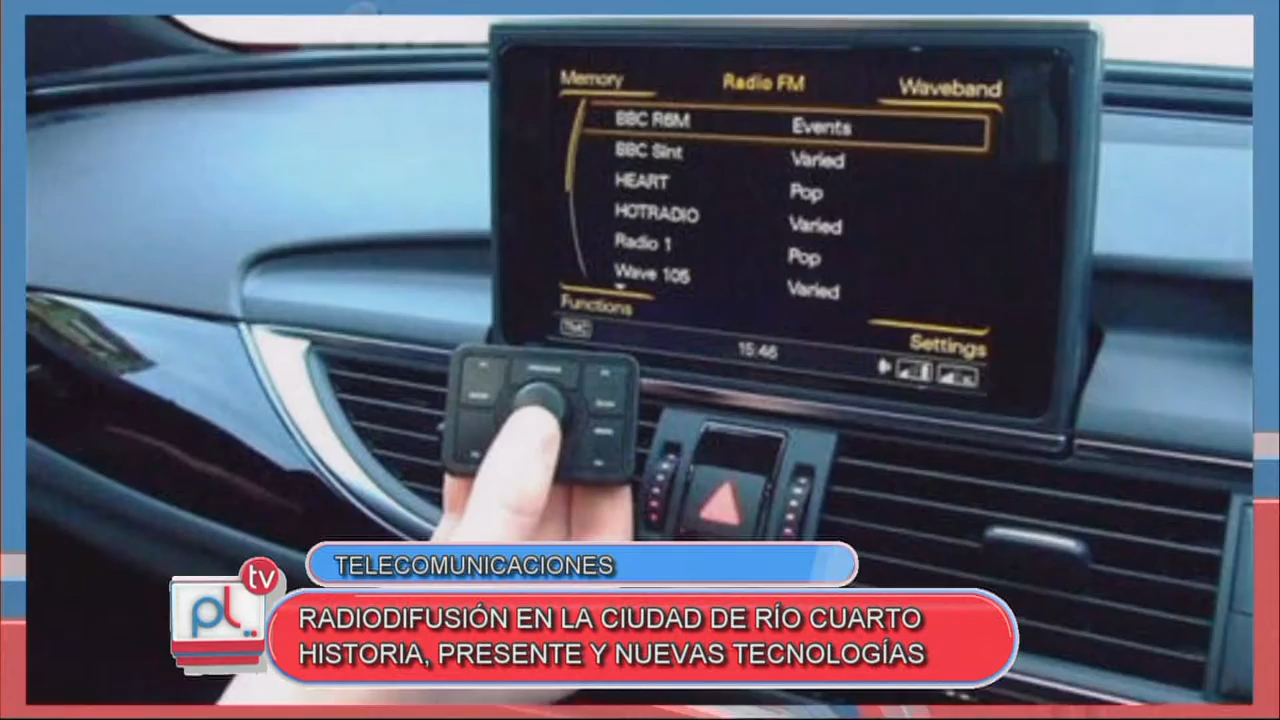 Memory Radio FM Waveband
BBC R6M Events
BBC Sint Varied
HEART Pop
HOTRADIO Varied
Radio 1 Pop
Wave 105 Varied
Functions
TMC 15:46 Settings
tv
pl..
TELECOMUNICACIONES
RADIODIFUSIÓN EN LA CIUDAD DE RÍO CUARTO
HISTORIA, PRESENTE Y NUEVAS TECNOLOGÍAS